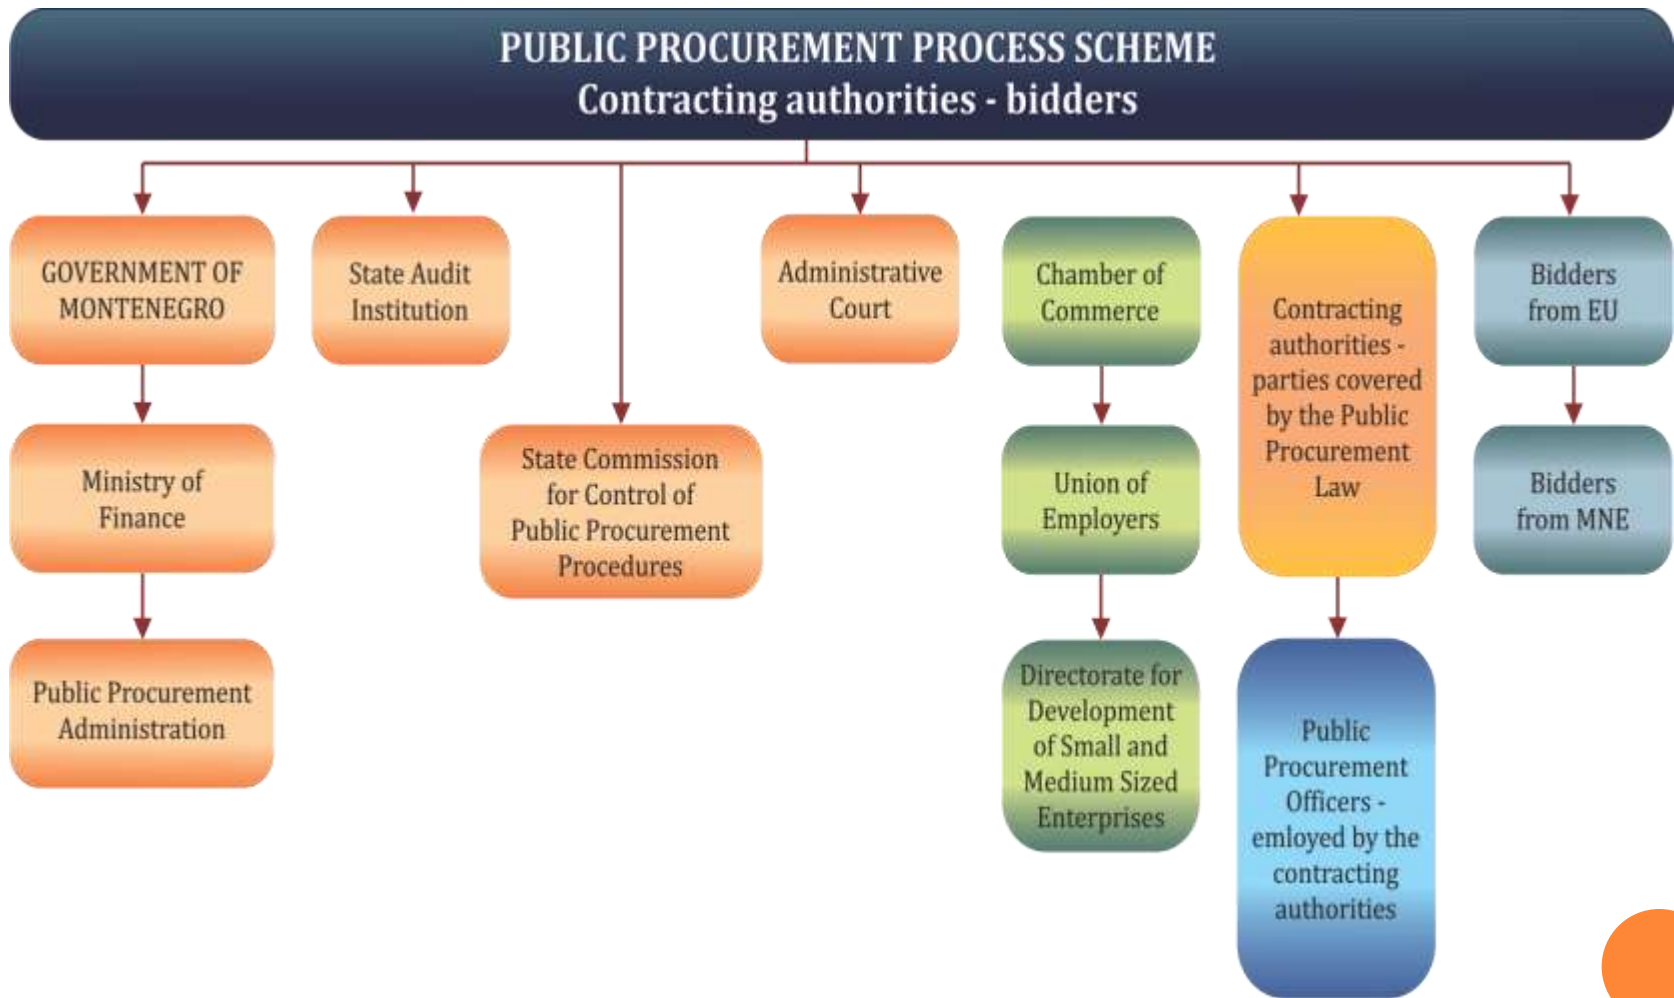 PUBLIC PROCUREMENT PROCESS SCHEME
Contracting authorities - bidders
GOVERNMENT OF
MONTENEGRO
State Audit
Institution
Administrative
Court
Chamber of
Commerce
Contracting
authorities -
parties covered
by the Public
Procurement
Law
Bidders
from EU
Ministry of
Finance
State Commission
for Control of
Public Procurement
Procedures
Union of
Employers
Bidders
from MNE
Public Procurement
Administration
Directorate for
Development
of Small and
Medium Sized
Enterprises
Public
Procurement
Officers -
emloyed by the
contracting
authorities